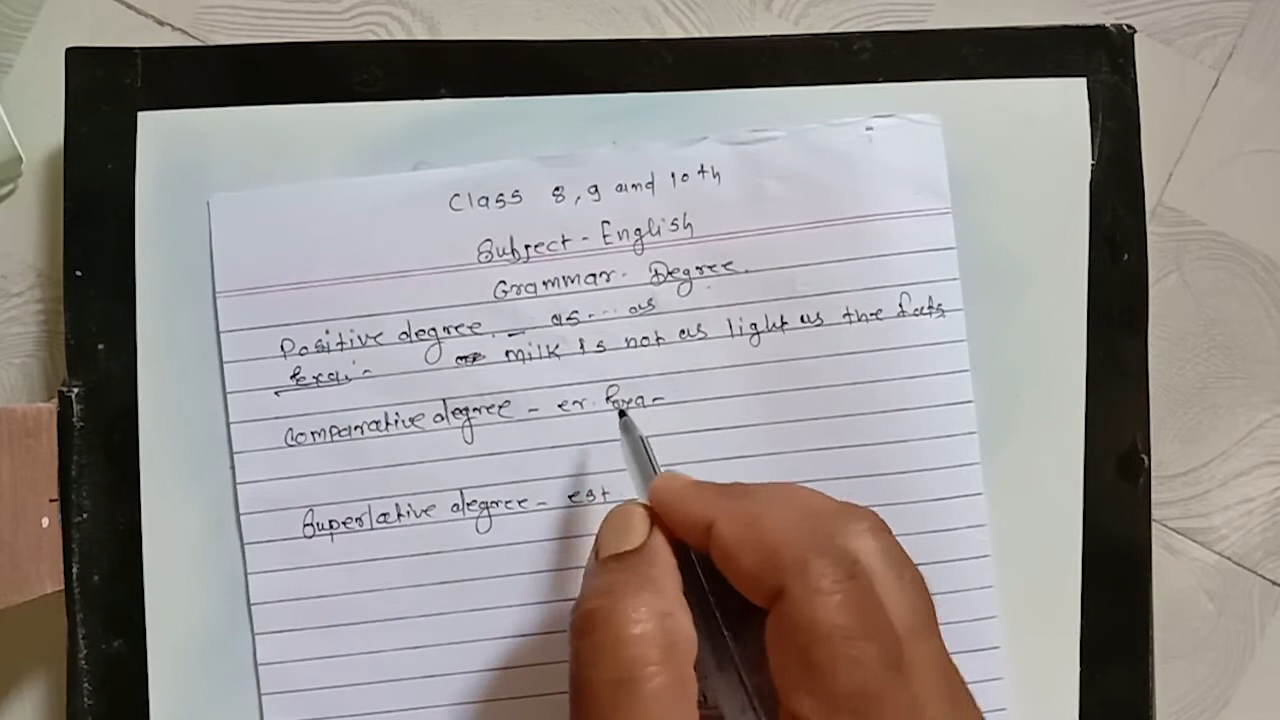 Class 8, 9 and 10th
Subject - English
Grammar - Degree.
Positive degree - as... as
Exa:- milk is not as light as the fats
Comparative degree - er. Exa -
Superlative degree - est